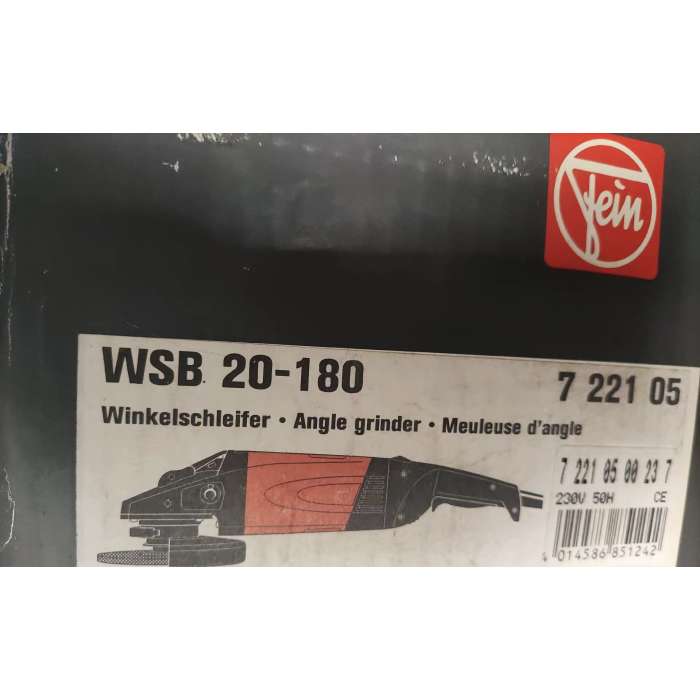 fein
WSB 20-180
7 221 05
Winkelschleifer • Angle grinder • Meuleuse d'angle
7 221 05 00 23 7
230V 50H CE
4 014586 851242